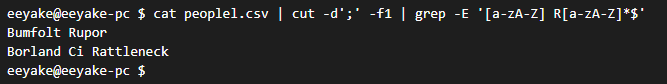 eeyake@eeyake-pc $ cat peoplel.csv | cut -d';' -f1 | grep -E '[a-zA-Z] R[a-zA-Z]*$'
Bumfolt Rupor
Borland Ci Rattleneck
eeyake@eeyake-pc $